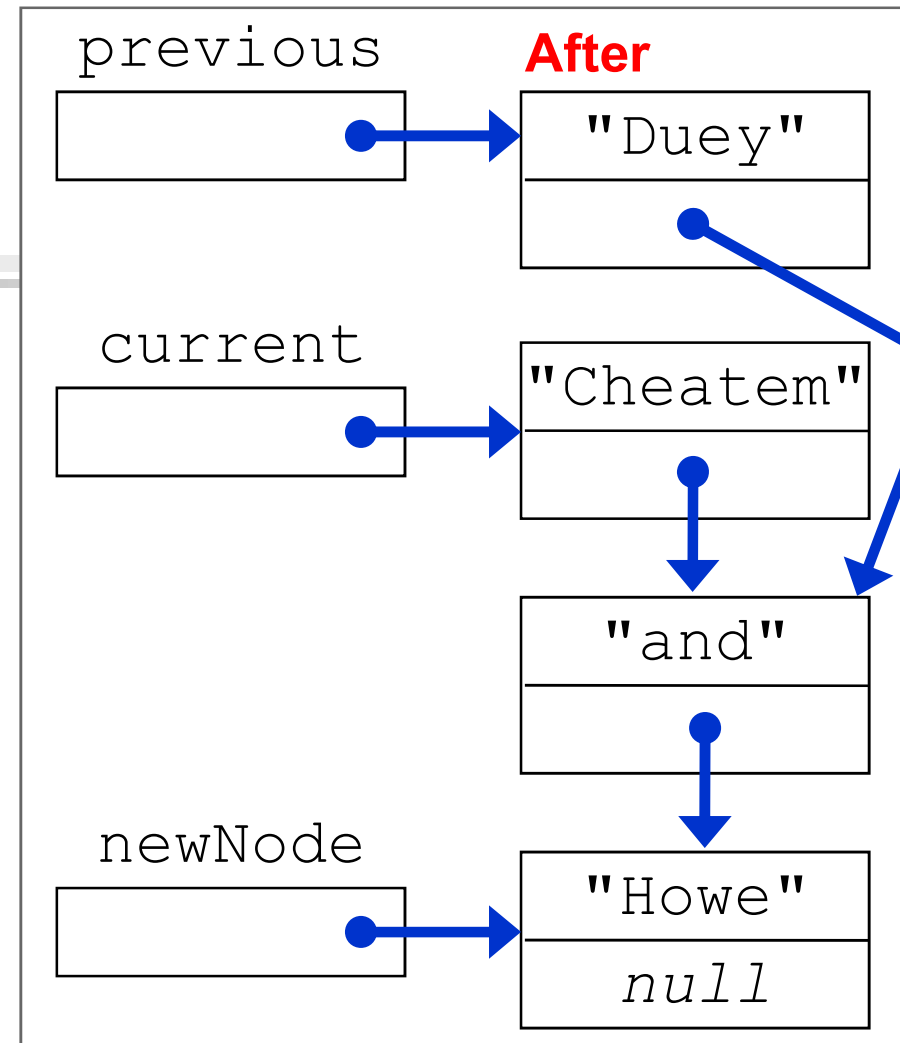 previous
After
"Duey"
current
"Cheatem"
"and"
newNode
"Howe"
null